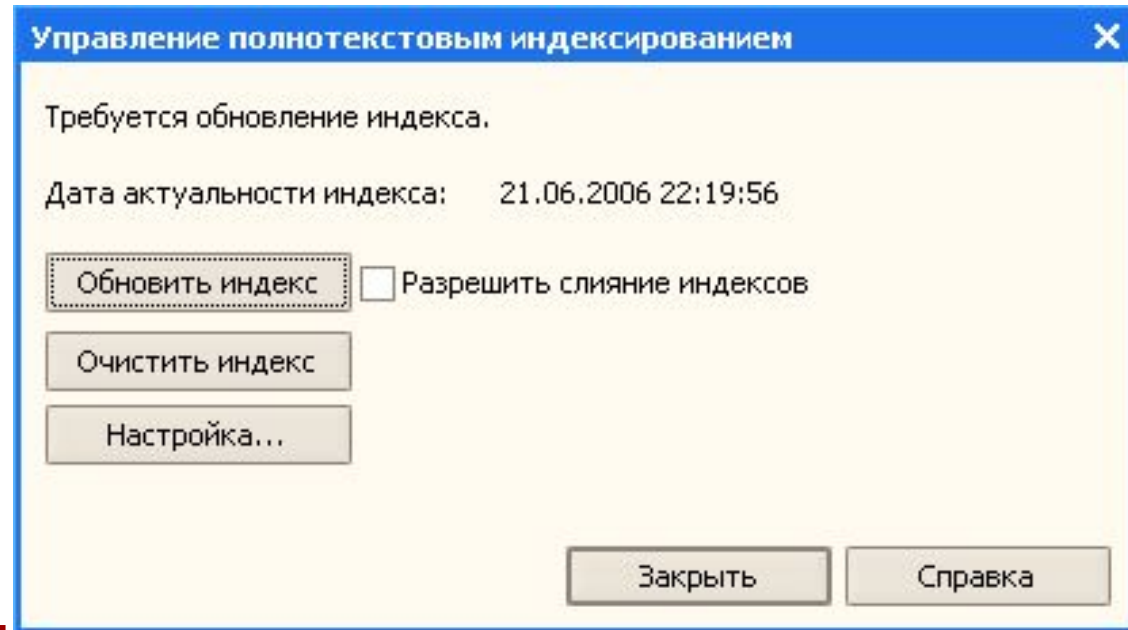 Управление полнотекстовым индексированием
Требуется обновление индекса.
Дата актуальности индекса: 21.06.2006 22:19:56
Обновить индекс Разрешить слияние индексов
Очистить индекс
Настройка...
Закрыть Справка